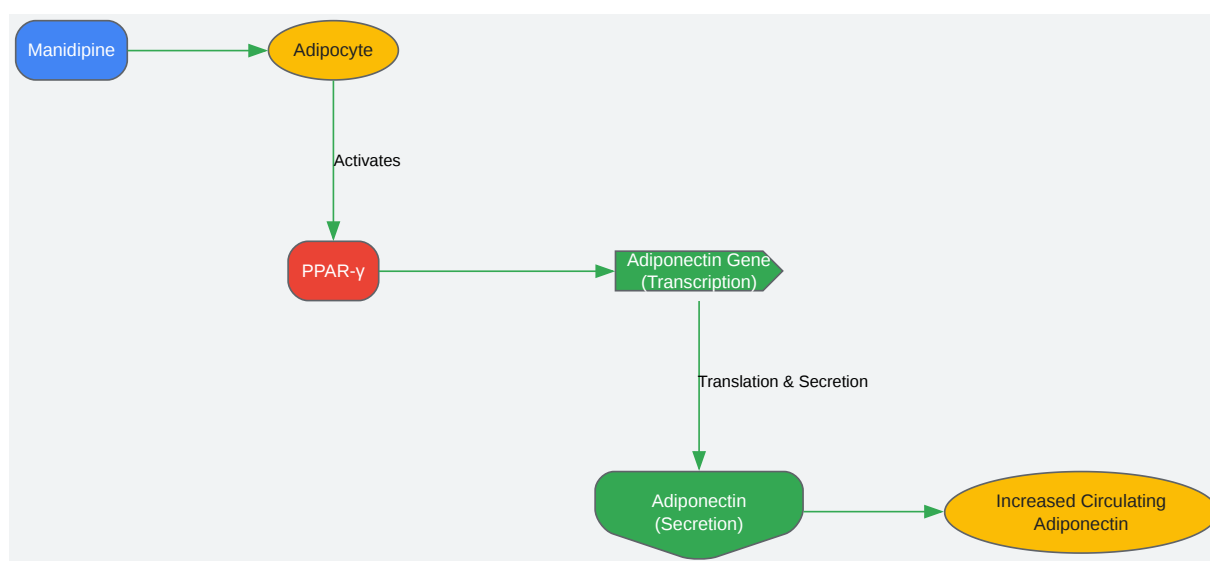 Manidipine
Adipocyte
Activates
PPAR-γ
Adiponectin Gene
(Transcription)
Translation & Secretion
Adiponectin
(Secretion)
Increased Circulating
Adiponectin